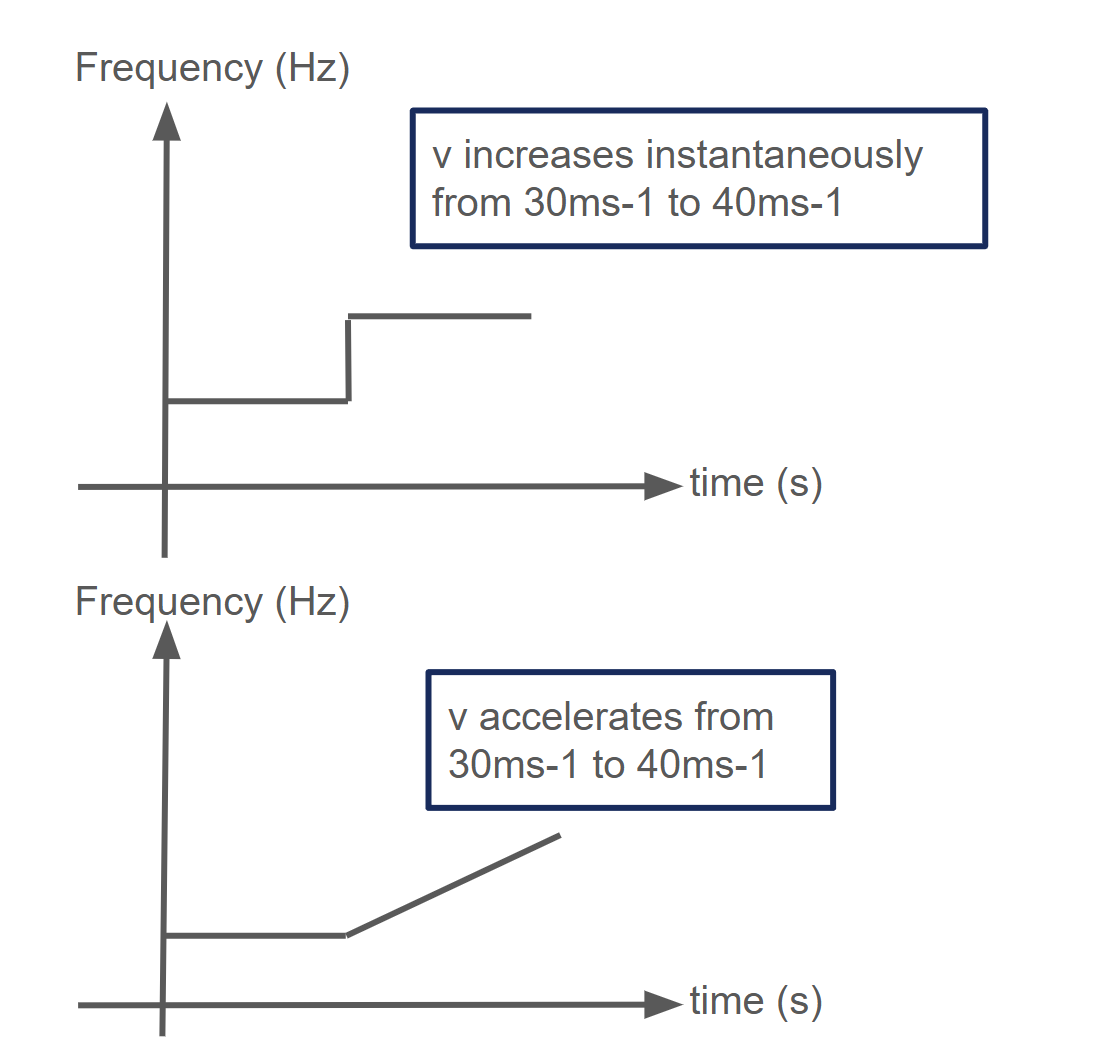 Frequency (Hz)
v increases instantaneously
from 30ms-1 to 40ms-1
time (s)
Frequency (Hz)
v accelerates from
30ms-1 to 40ms-1
time (s)